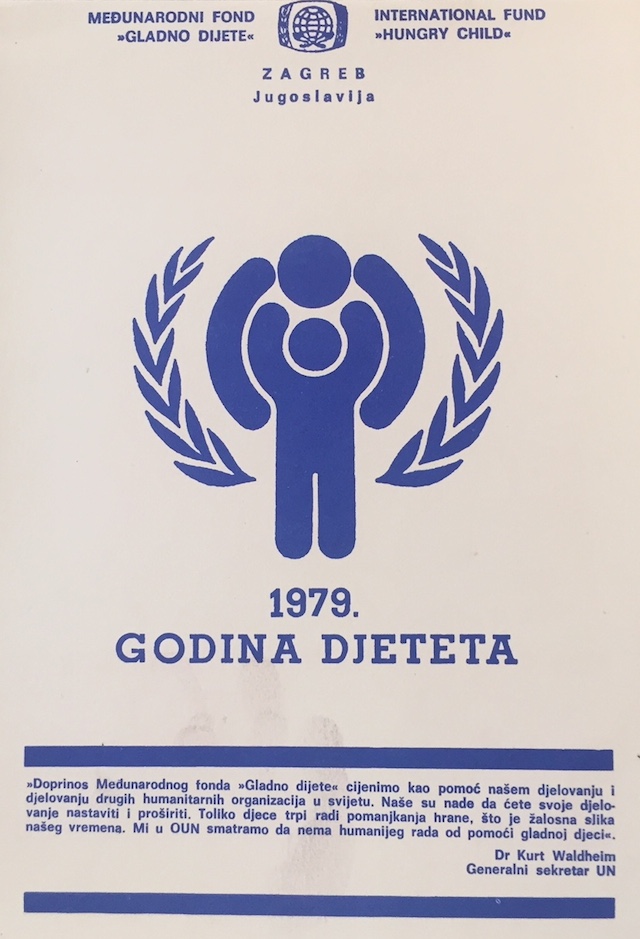 MEĐUNARODNI FOND
»GLADNO DIJETE«
INTERNATIONAL FUND
»HUNGRY CHILD«
ZAGREB
Jugoslavija
1979.
GODINA DJETETA
»Doprinos Međunarodnog fonda »Gladno dijete« cijenimo kao pomoć našem djelovanju i
djelovanju drugih humanitarnih organizacija u svijetu. Naše su nade da ćete svoje djelo-
vanje nastaviti i proširiti. Toliko djece trpi radi pomanjkanja hrane, što je žalosna slika
našeg vremena. Mi u OUN smatramo da nema humanijeg rada od pomoći gladnoj djeci«.
Dr Kurt Waldheim
Generalni sekretar UN